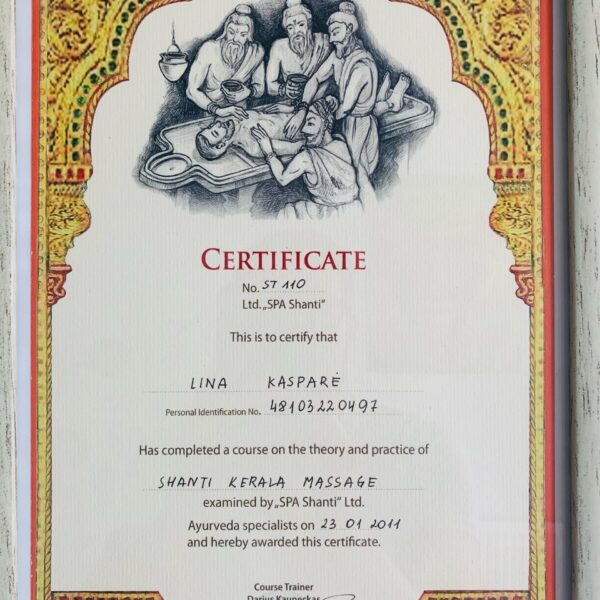 CERTIFICATE
No. ST 110
Ltd. „SPA Shanti"
This is to certify that
LINA KASPARĖ
Personal Identification No. 48103220497
Has completed a course on the theory and practice of
SHANTI KERALA MASSAGE
examined by „SPA Shanti" Ltd.
Ayurveda specialists on 23 01 2011
and hereby awarded this certificate.
Course Trainer
Darius Kauneckas